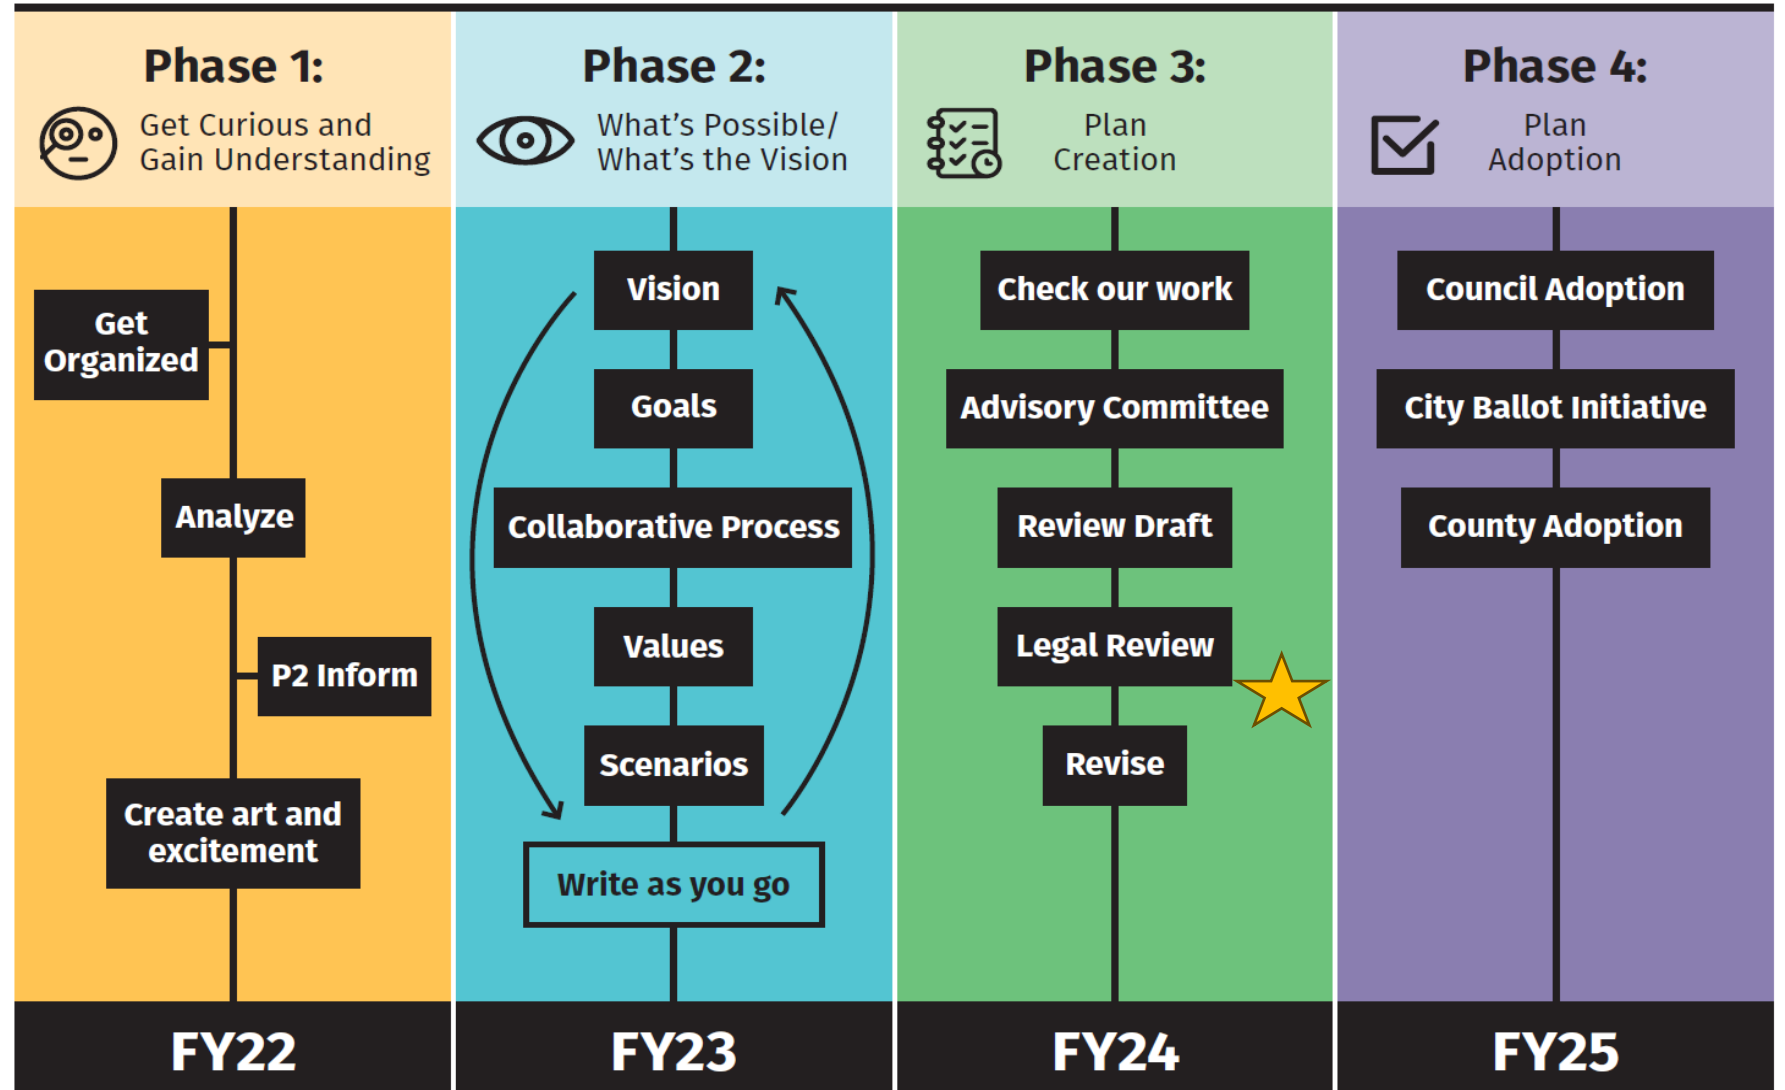 Phase 1:
Get Curious and
Gain Understanding
Get
Organized
Analyze
P2 Inform
Create art and
excitement
FY22
Phase 2:
What's Possible/
What's the Vision
Vision
Goals
Collaborative Process
Values
Scenarios
Write as you go
FY23
Phase 3:
Plan
Creation
Check our work
Advisory Committee
Review Draft
Legal Review
Revise
FY24
Phase 4:
Plan
Adoption
Council Adoption
City Ballot Initiative
County Adoption
FY25